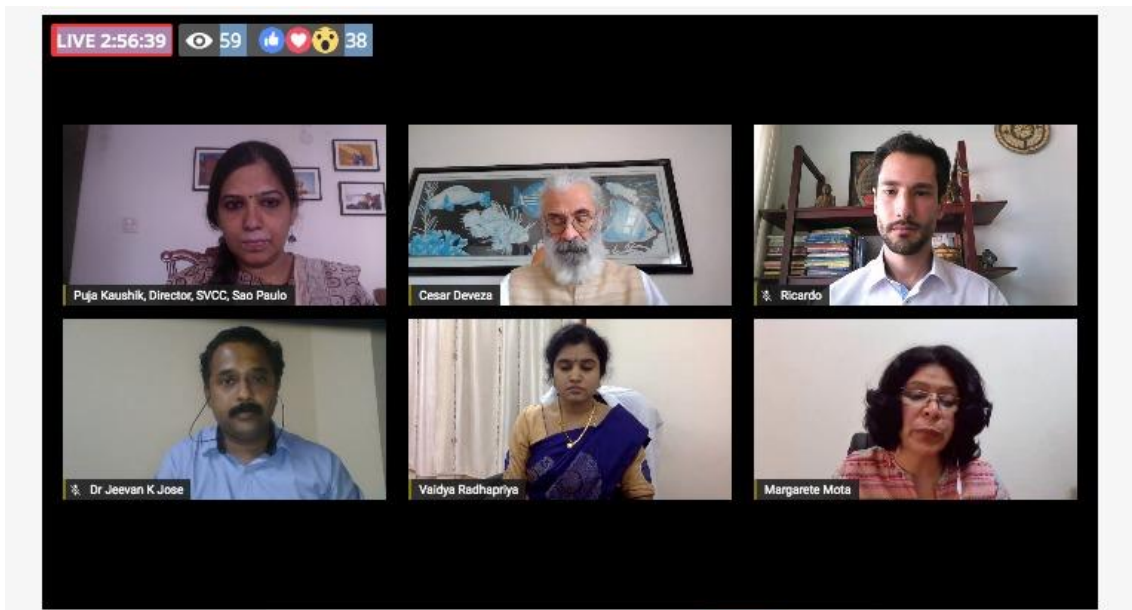 LIVE 2:56:39 59 38
Puja Kaushik, Director, SVCC, Sao Paulo
Cesar Deveza
Ricardo
Dr Jeevan K Jose
Vaidya Radhapriya
Margarete Mota